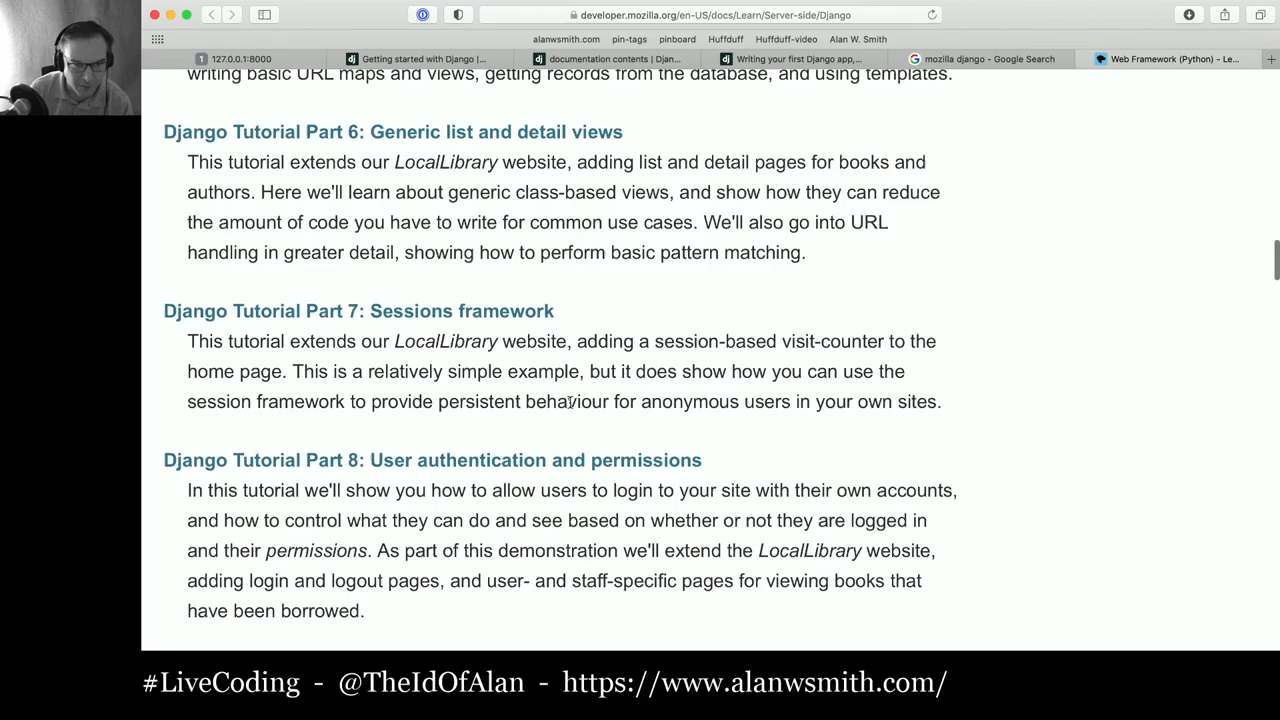 developer.mozilla.org/en-US/docs/Learn/Server-side/Django
alanwsmith.com pin-tags pinboard Huffduff Huffduff-video Alan W. Smith
1 127.0.0.1:8000
dj Getting started with Django |...
dj documentation contents | Djan...
dj Writing your first Django app,...
G mozilla django - Google Search
Web Framework (Python) - Le...
writing basic URL maps and views, getting records from the database, and using templates.
Django Tutorial Part 6: Generic list and detail views
This tutorial extends our LocalLibrary website, adding list and detail pages for books and
authors. Here we'll learn about generic class-based views, and show how they can reduce
the amount of code you have to write for common use cases. We'll also go into URL
handling in greater detail, showing how to perform basic pattern matching.
Django Tutorial Part 7: Sessions framework
This tutorial extends our LocalLibrary website, adding a session-based visit-counter to the
home page. This is a relatively simple example, but it does show how you can use the
session framework to provide persistent behaviour for anonymous users in your own sites.
Django Tutorial Part 8: User authentication and permissions
In this tutorial we'll show you how to allow users to login to your site with their own accounts,
and how to control what they can do and see based on whether or not they are logged in
and their permissions. As part of this demonstration we'll extend the LocalLibrary website,
adding login and logout pages, and user- and staff-specific pages for viewing books that
have been borrowed.
#LiveCoding - @TheIdOfAlan - https://www.alanwsmith.com/